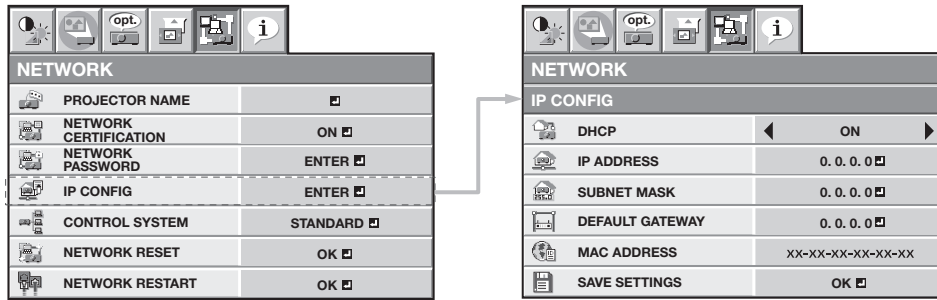 opt.
i
NETWORK
PROJECTOR NAME
NETWORK
CERTIFICATION
ON
NETWORK
PASSWORD
ENTER
IP CONFIG
ENTER
CONTROL SYSTEM
STANDARD
NETWORK RESET
OK
NETWORK RESTART
OK
opt.
i
NETWORK
IP CONFIG
DHCP
ON
IP ADDRESS
0. 0. 0. 0
SUBNET MASK
255.0
0. 0. 0. 0
DEFAULT GATEWAY
0. 0. 0. 0
MAC ADDRESS
XX-XX-XX-XX-XX-XX
SAVE SETTINGS
OK